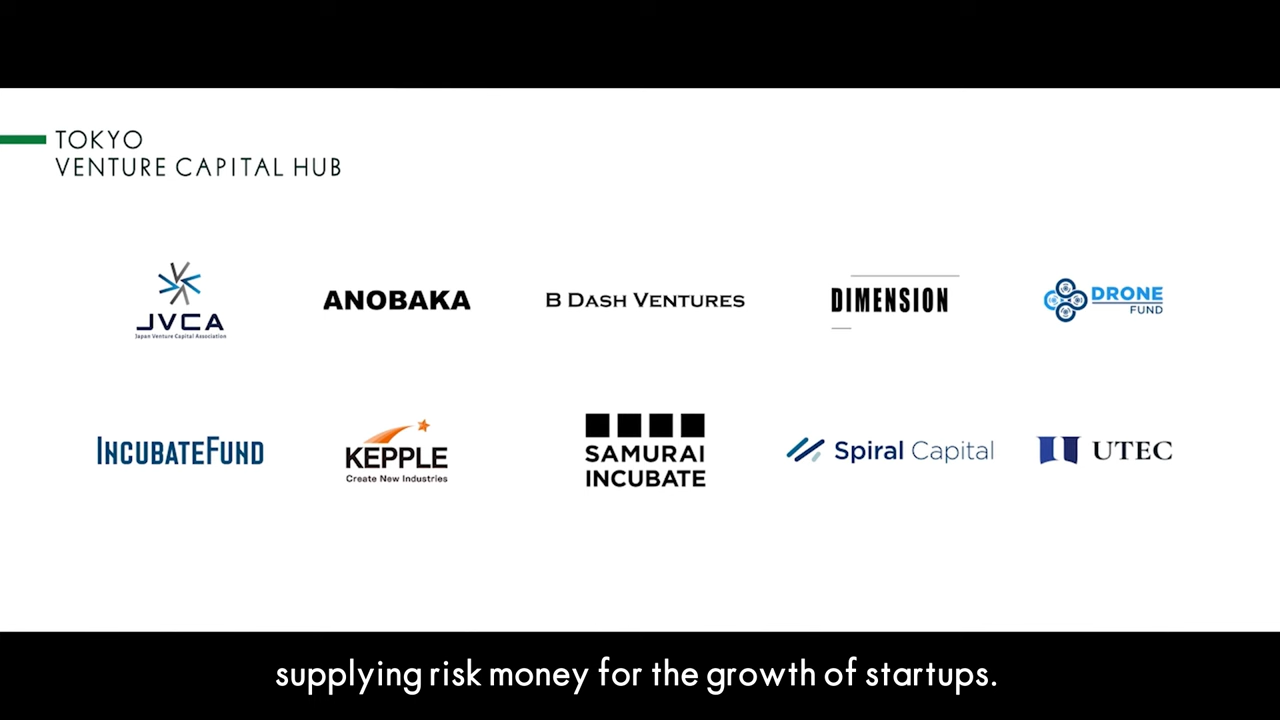 TOKYO
VENTURE CAPITAL HUB
JVCA
Japan Venture Capital Association
ANOBAKA
B DASH VENTURES
DIMENSION
DRONE
FUND
INCUBATEFUND
KEPPLE
Create New Industries
SAMURAI
INCUBATE
Spiral Capital
UTEC
supplying risk money for the growth of startups.